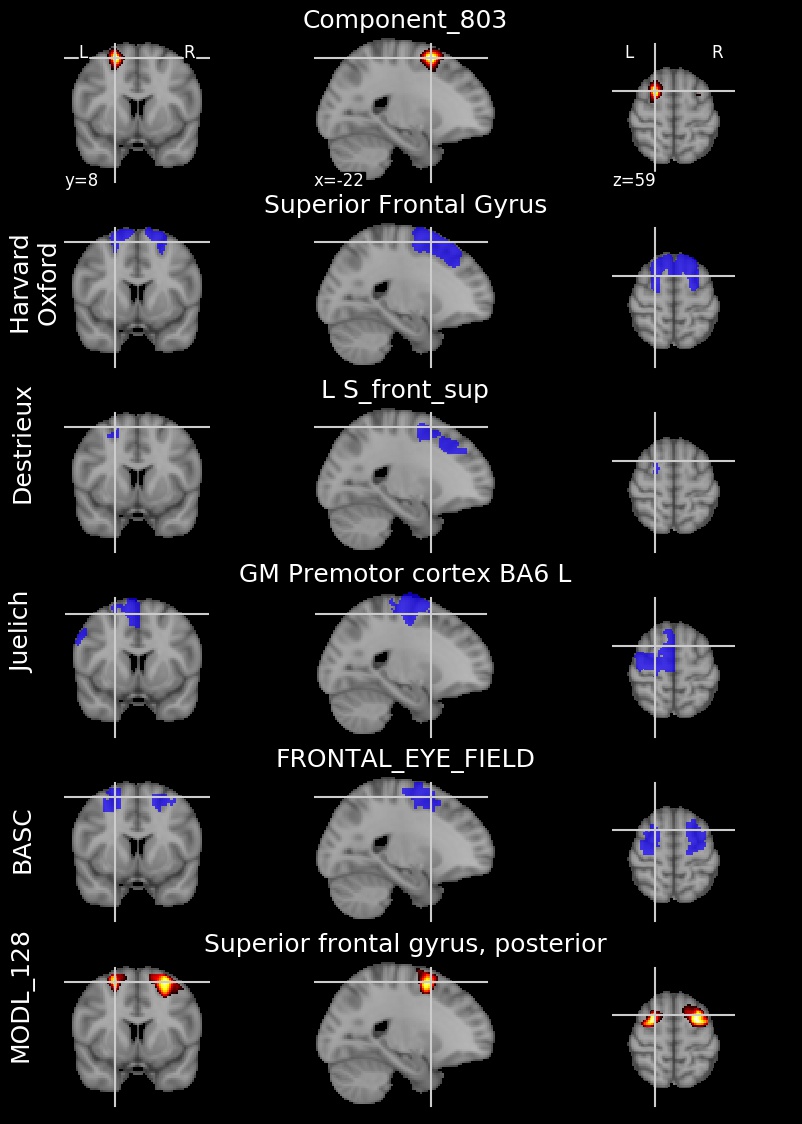 Component_803
L R
L R
y=8
x=-22
z=59
Superior Frontal Gyrus
Harvard
Oxford
L S_front_sup
Destrieux
GM Premotor cortex BA6 L
Juelich
FRONTAL_EYE_FIELD
BASC
Superior frontal gyrus, posterior
MODL_128